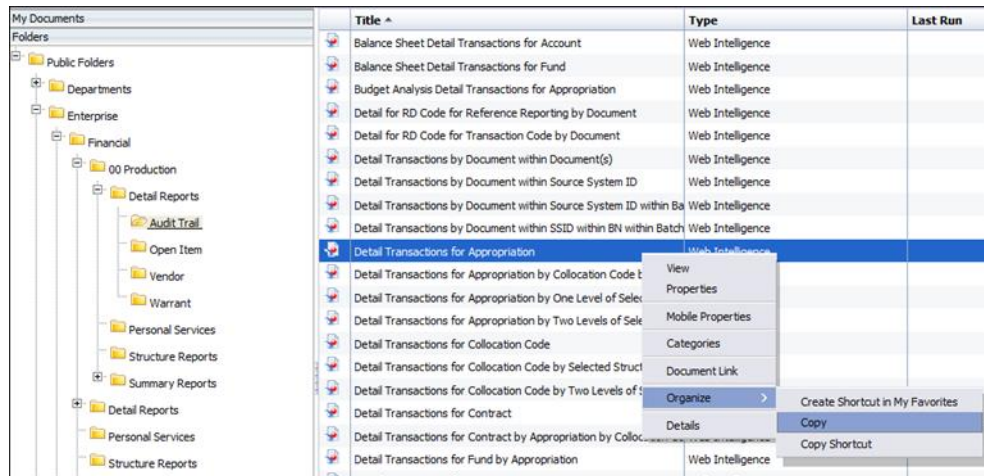 My Documents
Folders
Public Folders
Departments
Enterprise
Financial
00 Production
Detail Reports
Audit Trail
Open Item
Vendor
Warrant
Personal Services
Structure Reports
Summary Reports
Detail Reports
Personal Services
Structure Reports
Title Type Last Run
Balance Sheet Detail Transactions for Account Web Intelligence
Balance Sheet Detail Transactions for Fund Web Intelligence
Budget Analysis Detail Transactions for Appropriation Web Intelligence
Detail for RD Code for Reference Reporting by Document Web Intelligence
Detail for RD Code for Transaction Code by Document Web Intelligence
Detail Transactions by Document within Document(s) Web Intelligence
Detail Transactions by Document within Source System ID Web Intelligence
Detail Transactions by Document within Source System ID within Ba Web Intelligence
Detail Transactions by Document within SSID within BN within Batch Web Intelligence
Detail Transactions for Appropriation Web Intelligence
Detail Transactions for Appropriation by Collocation Code
Detail Transactions for Appropriation by One Level of Selec
Detail Transactions for Appropriation by Two Levels of Sele
Detail Transactions for Collocation Code
Detail Transactions for Collocation Code by Selected Struct
Detail Transactions for Collocation Code by Two Levels of
Detail Transactions for Contract
Detail Transactions for Contract by Appropriation by
Detail Transactions for Fund by Appropriation Web Intelligence
View
Properties
Mobile Properties
Categories
Document Link
Organize
Details
Create Shortcut in My Favorites
Copy
Copy Shortcut